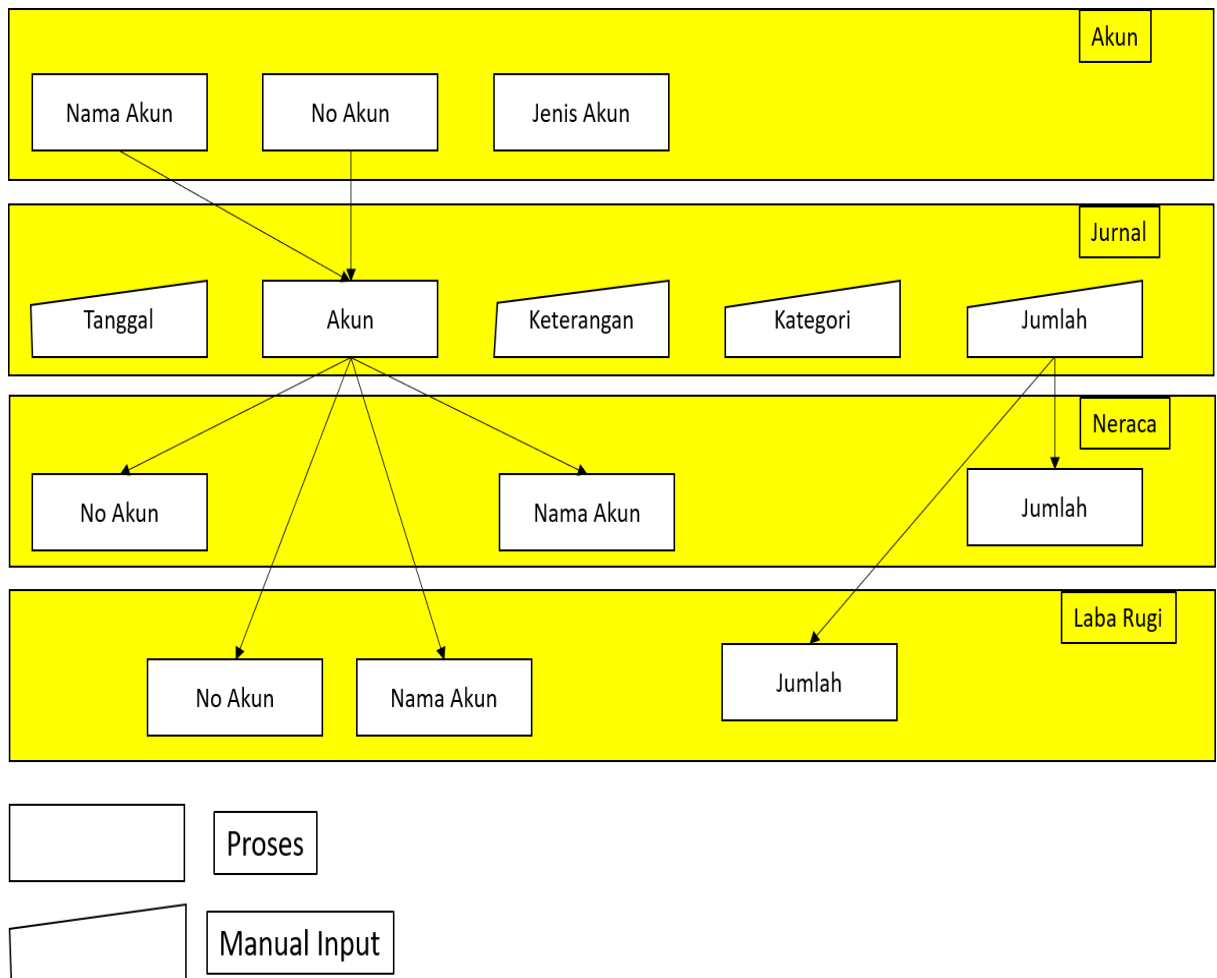 Akun
Nama Akun
No Akun
Jenis Akun
Jurnal
Tanggal
Akun
Keterangan
Kategori
Jumlah
Neraca
No Akun
Nama Akun
Jumlah
Laba Rugi
No Akun
Nama Akun
Jumlah
Proses
Manual Input